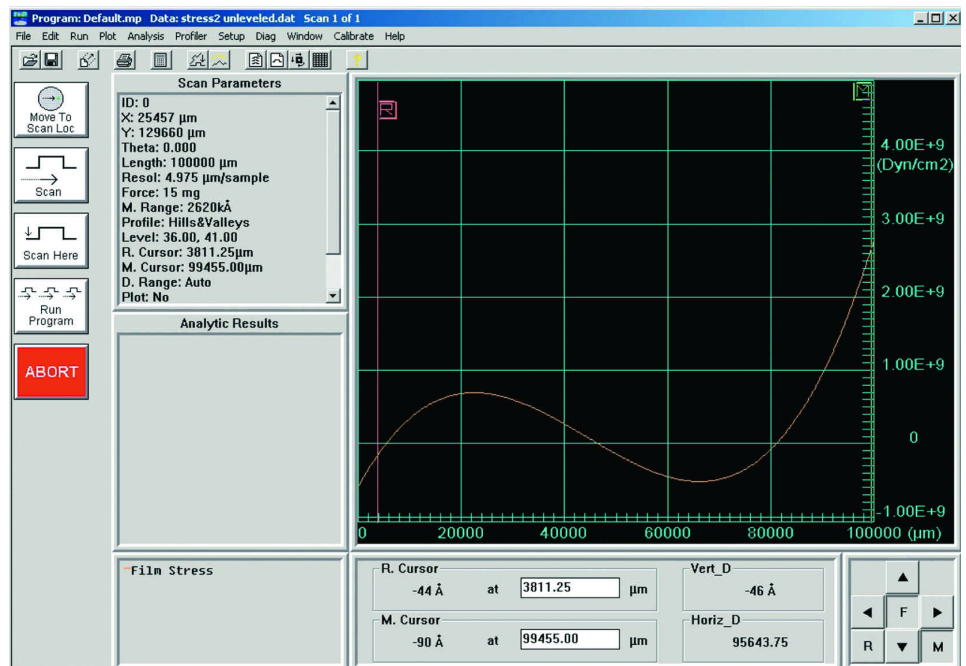 Program: Default.mp Data: stress2 unleveled.dat Scan 1 of 1
File Edit Run Plot Analysis Profiler Setup Diag Window Calibrate Help
Move To
Scan Loc
Scan
Scan Here
Run
Program
ABORT
Scan Parameters
ID: 0
X: 25457 µm
Y: 129660 µm
Theta: 0.000
Length: 100000 µm
Resol: 4.975 µm/sample
Force: 15 mg
M. Range: 2620kÅ
Profile: Hills&Valleys
Level: 36.00, 41.00
R. Cursor: 3811.25µm
M. Cursor: 99455.00µm
D. Range: Auto
Plot: No
Analytic Results
Film Stress
R
M
4.00E+9
(Dyn/cm2)
3.00E+9
2.00E+9
1.00E+9
0
-1.00E+9
0 20000 40000 60000 80000 100000 (µm)
R. Cursor
-44 Å at 3811.25 µm
M. Cursor
-90 Å at 99455.00 µm
Vert_D
-46 Å
Horiz_D
95643.75
F
R M